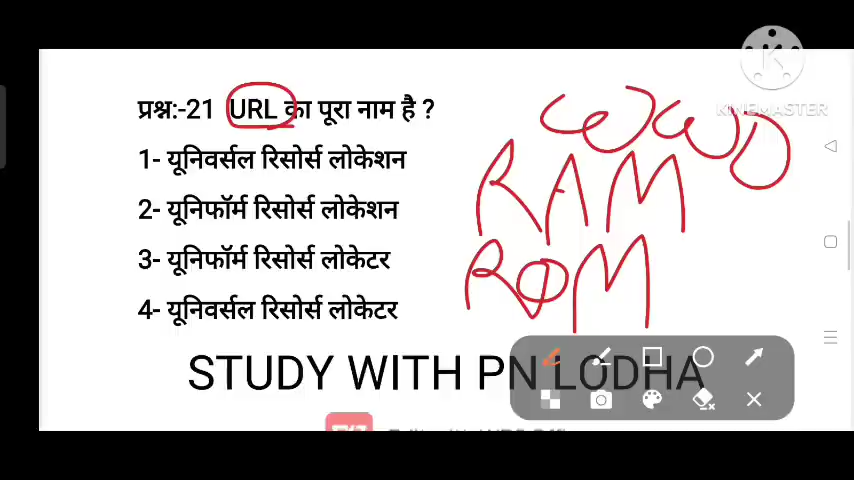 प्रश्न:-21 URL का पूरा नाम है ?
1- यूनिवर्सल रिसोर्स लोकेशन
2- यूनिफॉर्म रिसोर्स लोकेशन
3- यूनिफॉर्म रिसोर्स लोकेटर
4- यूनिवर्सल रिसोर्स लोकेटर
KINEMASTER
RAM
ROM
STUDY WITH PN LODHA